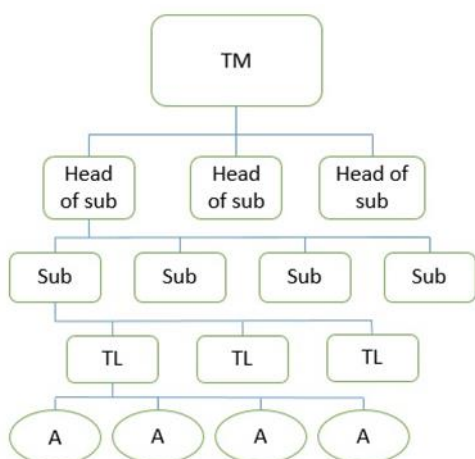 TM
Head
of sub
Head
of sub
Head of
sub
Sub
Sub
Sub
Sub
TL
TL
TL
A
A
A
A